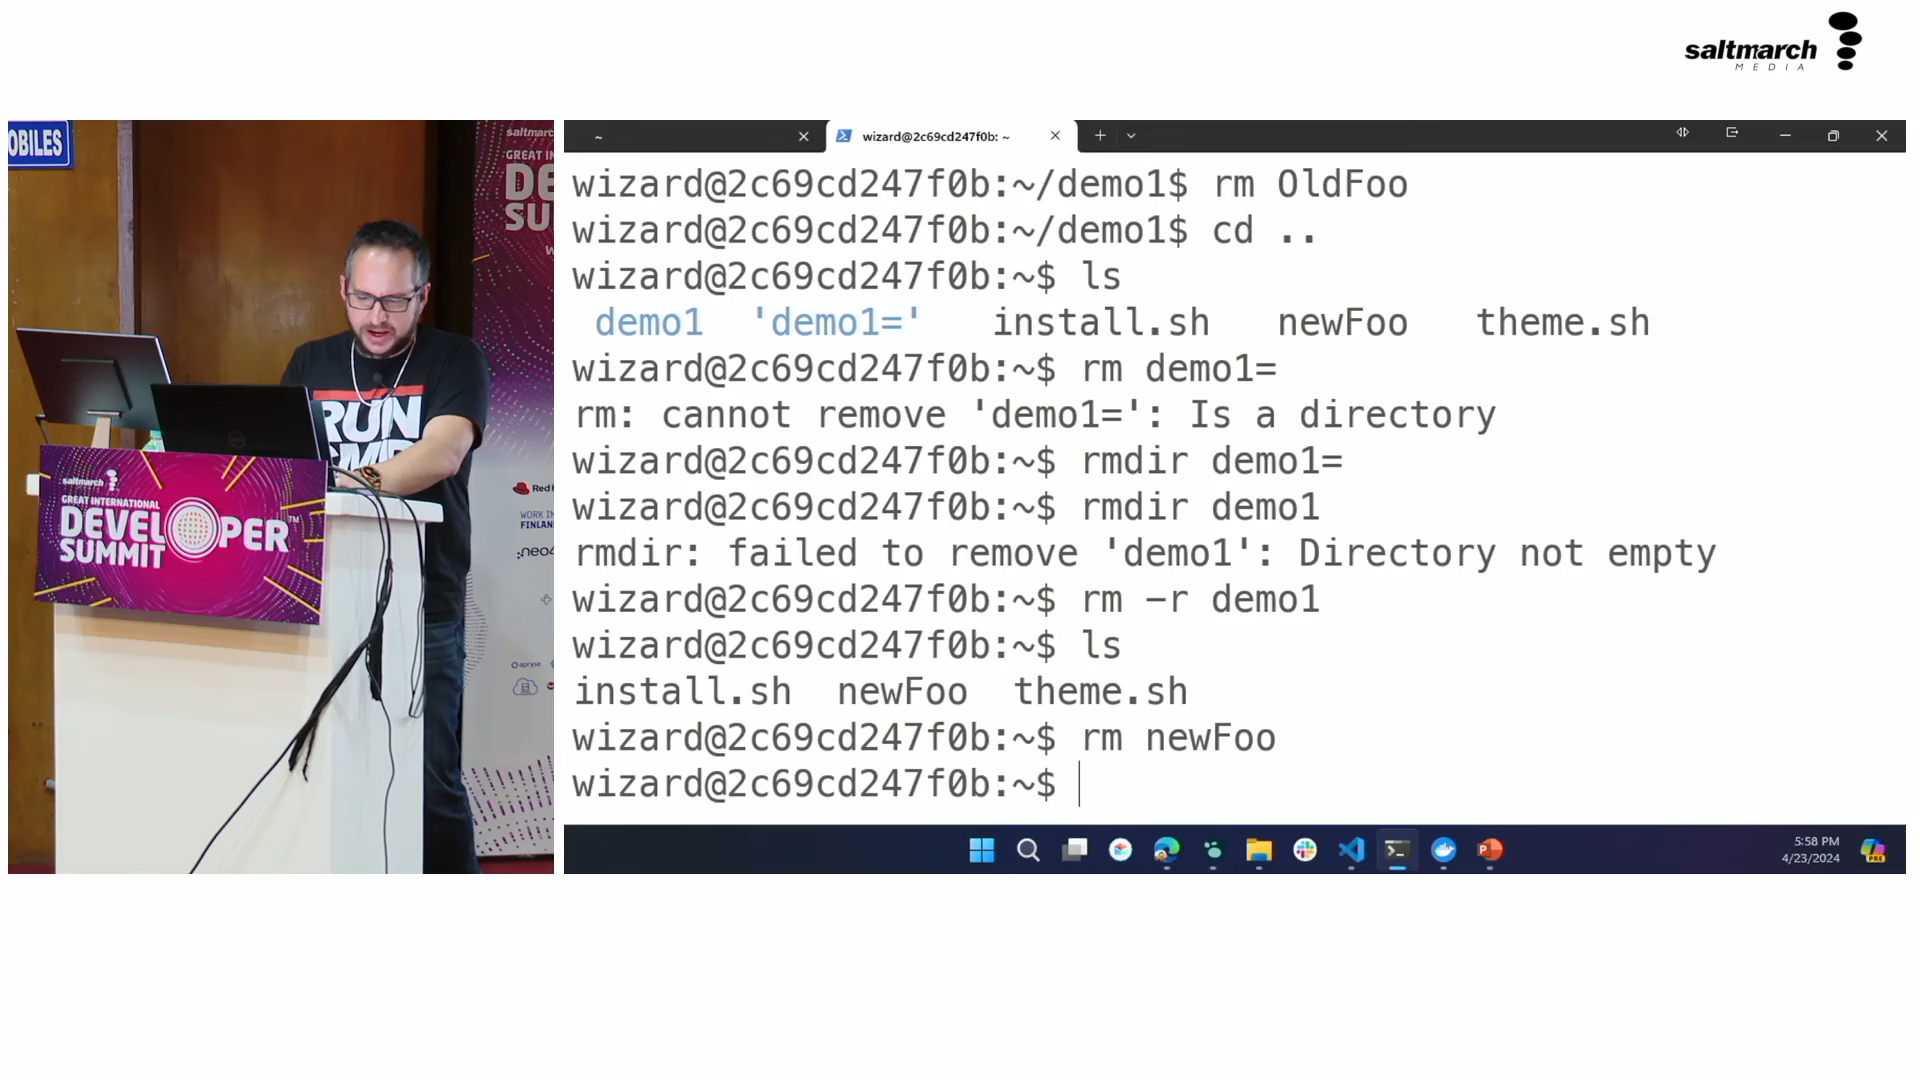 saltmarch
MEDIA
OBILES
saltmarch
GREAT IN
DE
SU
RUN
saltmarch
GREAT INTERNATIONAL
DEVELOPER™
SUMMIT
Red H
WORK IN
FINLAN
neo4
apryse
~
wizard@2c69cd247f0b: ~
wizard@2c69cd247f0b:~/demo1$ rm OldFoo
wizard@2c69cd247f0b:~/demo1$ cd ..
wizard@2c69cd247f0b:~$ ls
demo1 'demo1=' install.sh newFoo theme.sh
wizard@2c69cd247f0b:~$ rm demo1=
rm: cannot remove 'demo1=': Is a directory
wizard@2c69cd247f0b:~$ rmdir demo1=
wizard@2c69cd247f0b:~$ rmdir demo1
rmdir: failed to remove 'demo1': Directory not empty
wizard@2c69cd247f0b:~$ rm -r demo1
wizard@2c69cd247f0b:~$ ls
install.sh newFoo theme.sh
wizard@2c69cd247f0b:~$ rm newFoo
wizard@2c69cd247f0b:~$
5:58 PM
4/23/2024
PRE